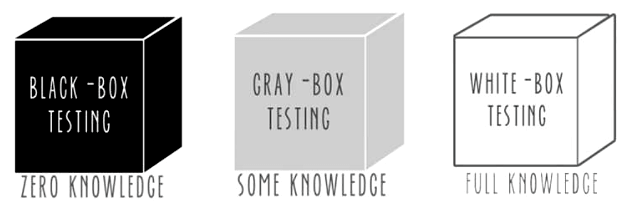 BLACK -BOX
TESTING
ZERO KNOWLEDGE
GRAY -BOX
TESTING
SOME KNOWLEDGE
WHITE -BOX
TESTING
FULL KNOWLEDGE